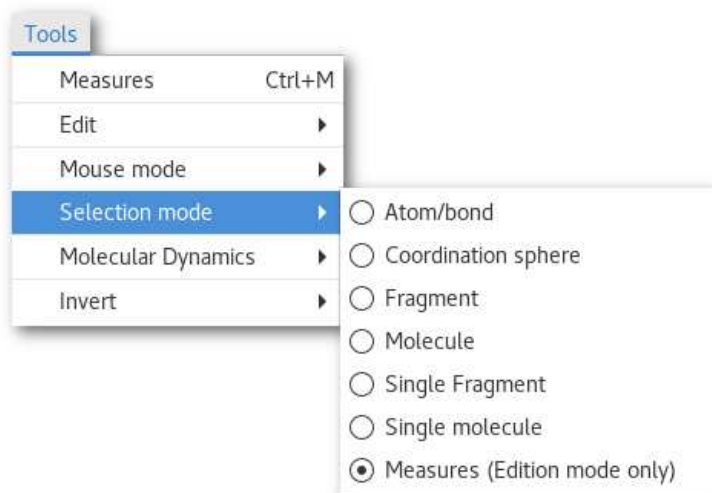 Tools
Measures Ctrl+M
Edit
Mouse mode
Selection mode
Molecular Dynamics
Invert
Atom/bond
Coordination sphere
Fragment
Molecule
Single Fragment
Single molecule
Measures (Edition mode only)